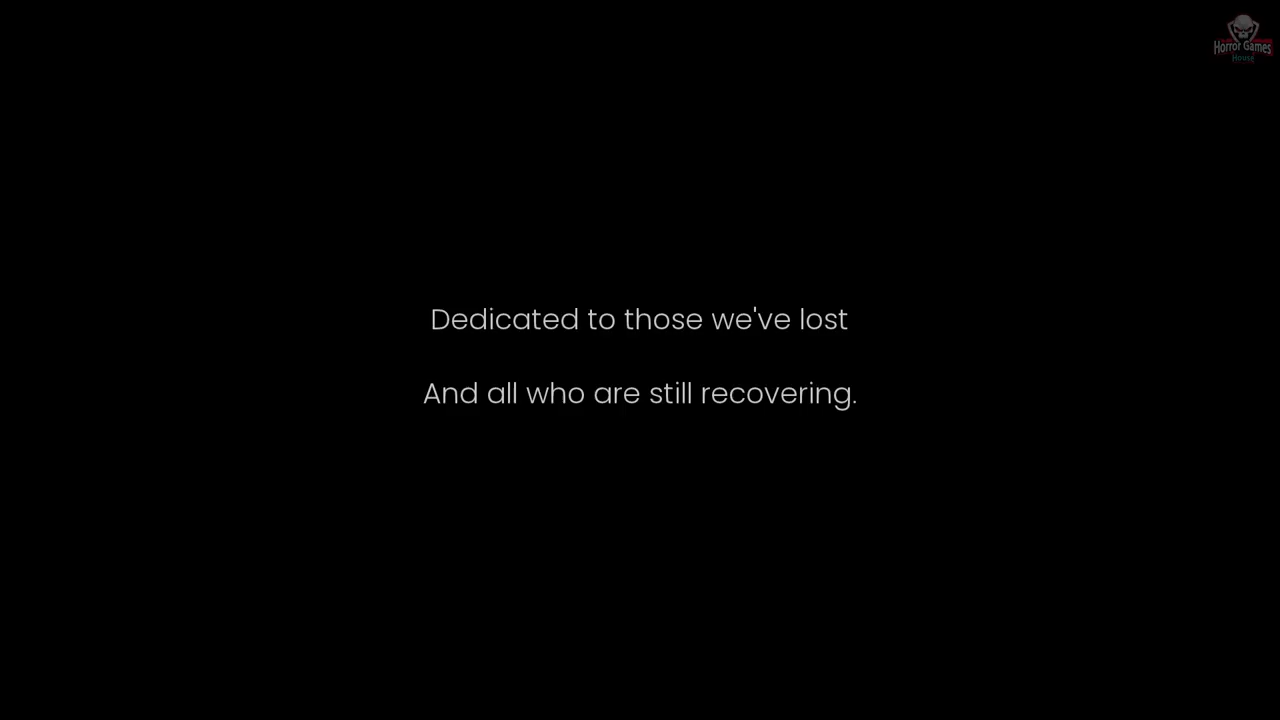 Horror Games
House
Dedicated to those we've lost
And all who are still recovering.